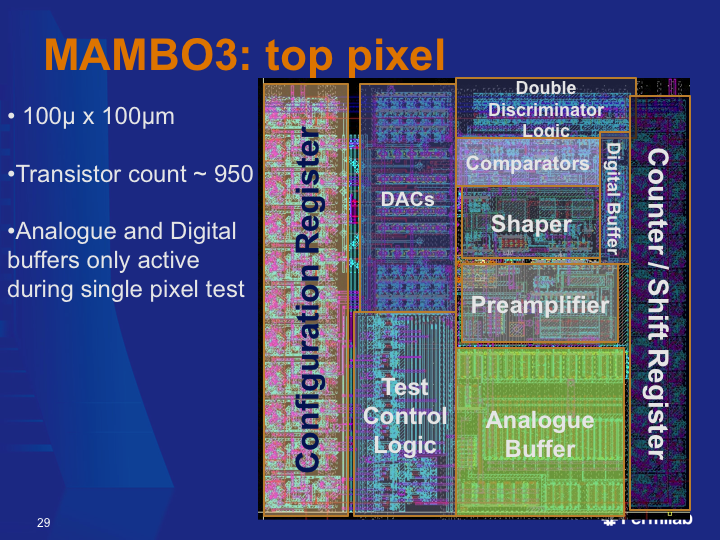 MAMBO3: top pixel
• 100µ x 100µm
•Transistor count ~ 950
•Analogue and Digital
buffers only active
during single pixel test
Configuration Register
DACs
Test
Control
Logic
Double
Discriminator
Logic
Comparators
Digital Buffer
Shaper
Preamplifier
Analogue
Buffer
Counter / Shift Register
29
Fermilab